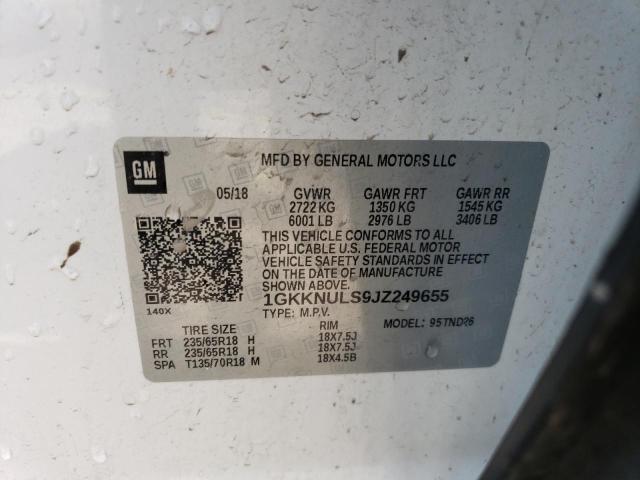 GM
MFD BY GENERAL MOTORS LLC
05/18 GVWR GAWR FRT GAWR RR
2722 KG 1350 KG 1545 KG
6001 LB 2976 LB 3406 LB
THIS VEHICLE CONFORMS TO ALL
APPLICABLE U.S. FEDERAL MOTOR
VEHICLE SAFETY STANDARDS IN EFFECT
ON THE DATE OF MANUFACTURE
SHOWN ABOVE.
1GKKNULS9JZ249655
140X
TYPE: M.P.V. MODEL: 95TND26
TIRE SIZE RIM
FRT 235/65R18 H 18X7.5J
RR 235/65R18 H 18X7.5J
SPA T135/70R18 M 18X4.5B